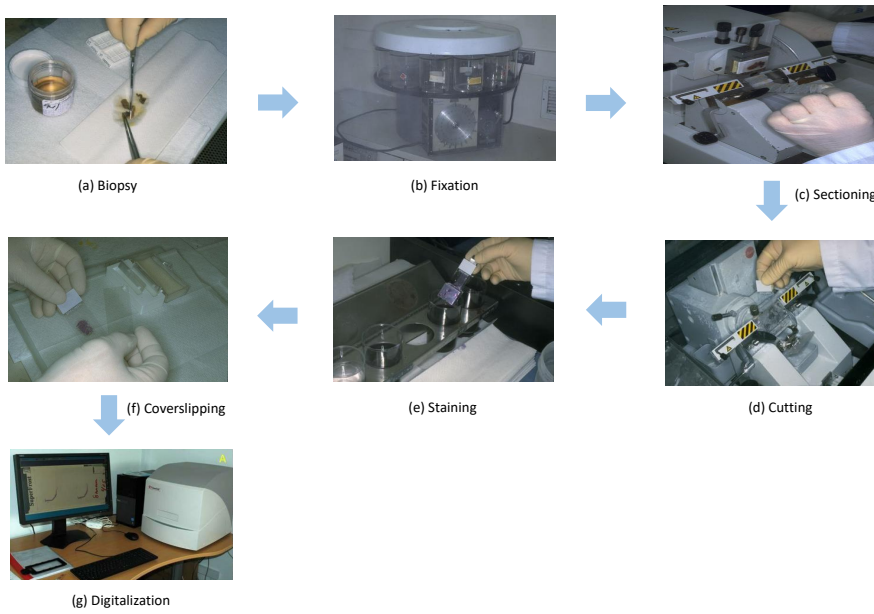 (a) Biopsy
(b) Fixation
(c) Sectioning
(d) Cutting
(e) Staining
(f) Coverslipping
A
(g) Digitalization